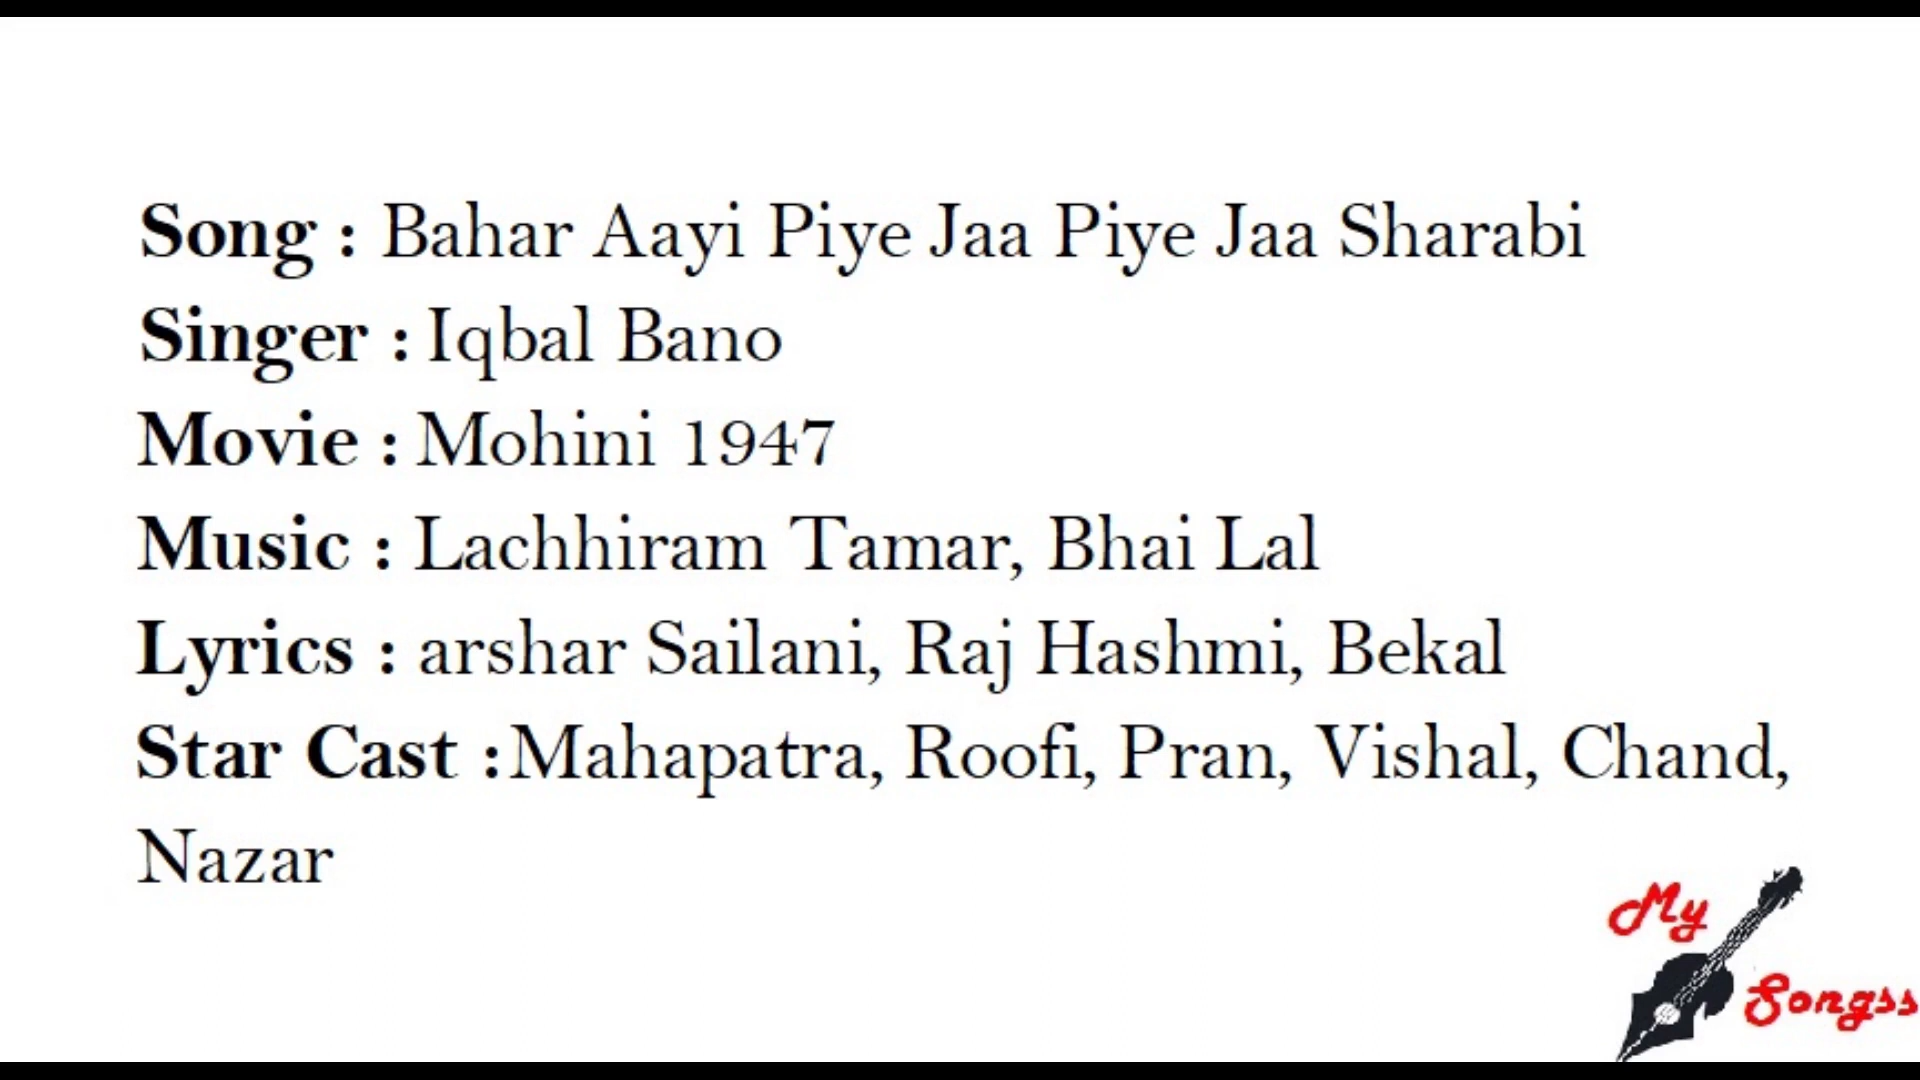 Song : Bahar Aayi Piye Jaa Piye Jaa Sharabi
Singer : Iqbal Bano
Movie : Mohini 1947
Music : Lachhiram Tamar, Bhai Lal
Lyrics : arshar Sailani, Raj Hashmi, Bekal
Star Cast :Mahapatra, Roofi, Pran, Vishal, Chand,
Nazar
My
Songss